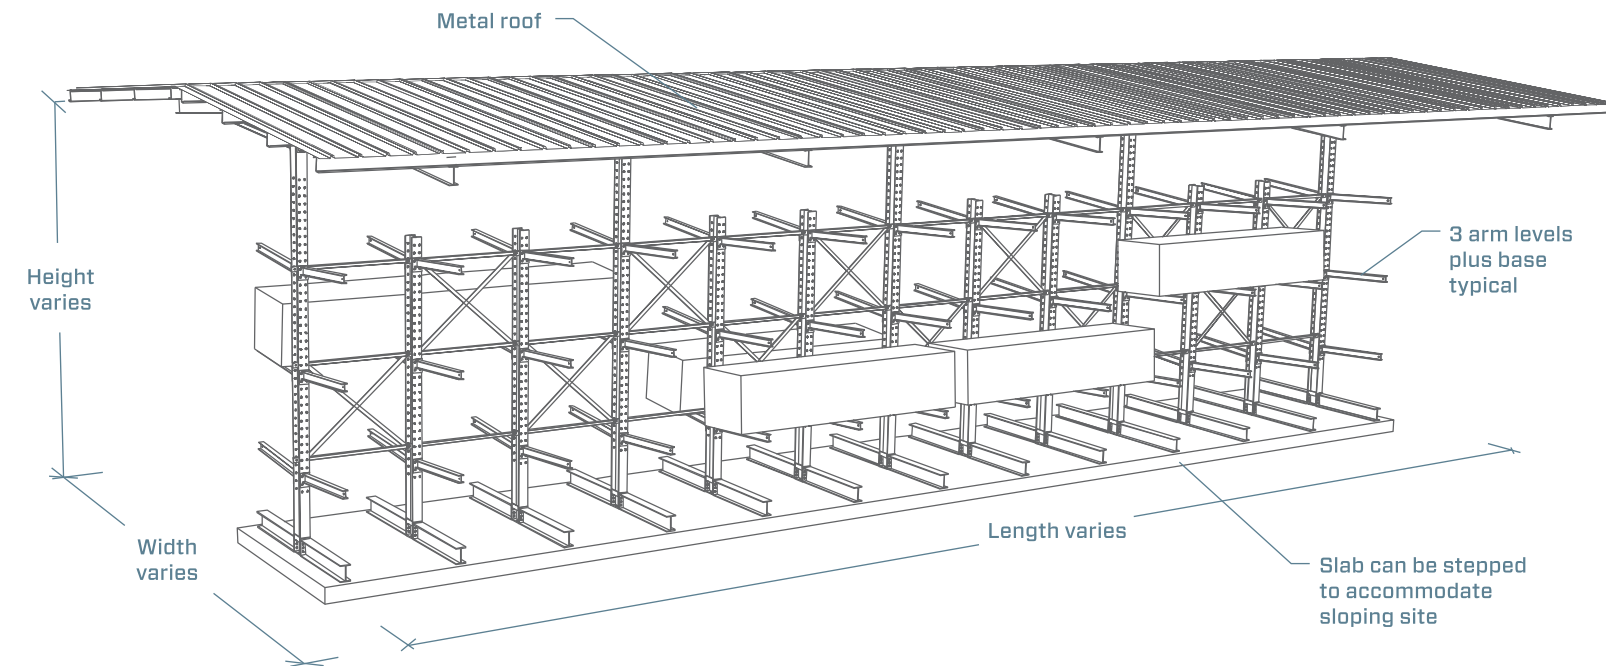 Metal roof
3 arm levels
plus base
typical
Height
varies
Length varies
Width
varies
Slab can be stepped
to accommodate
sloping site